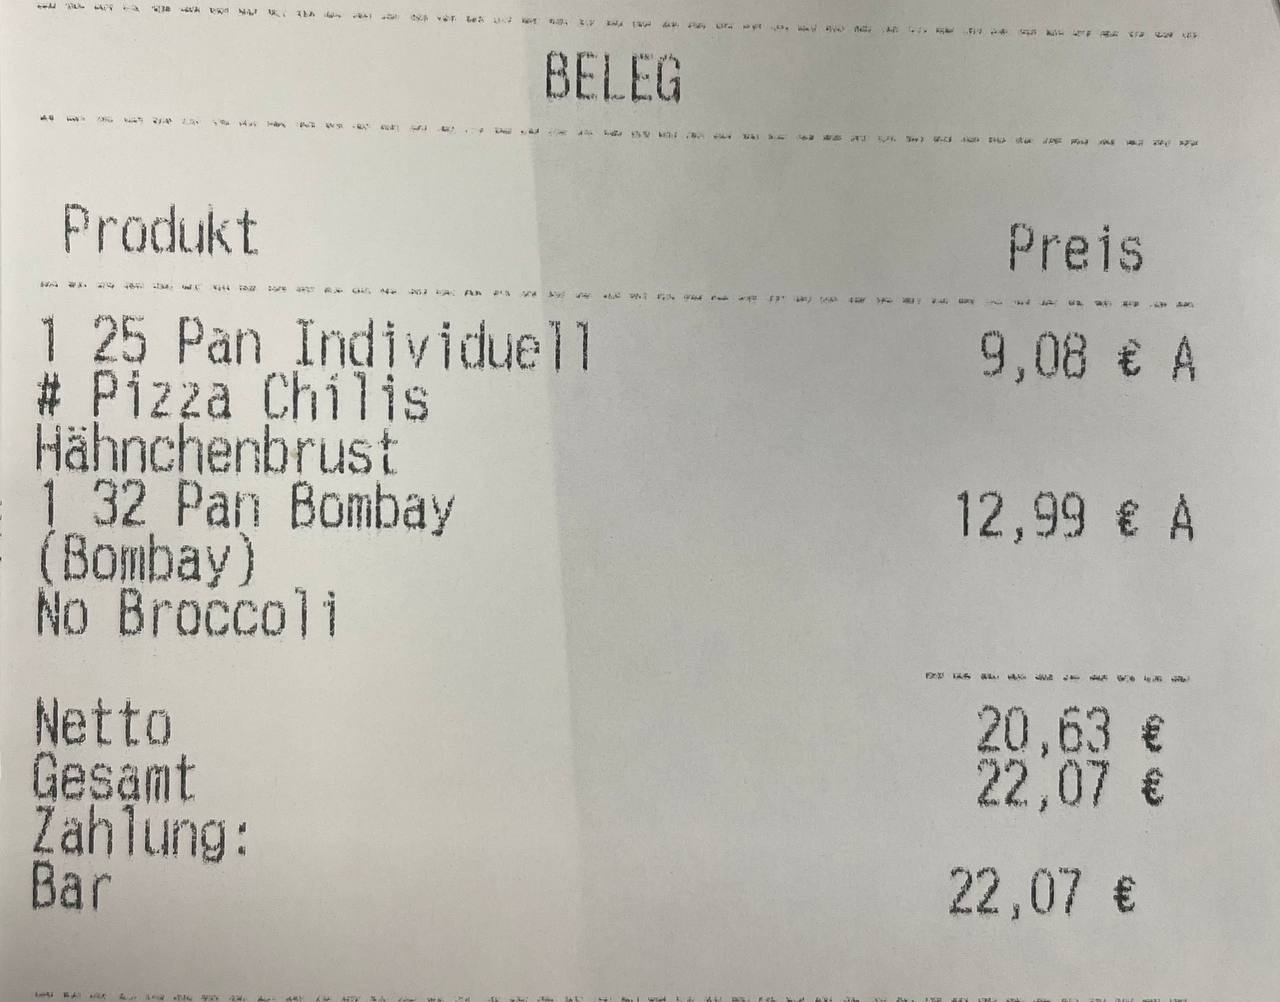 BELEG
Produkt Preis
1 25 Pan Individuell 9,08 € A
# Pizza Chilis
Hähnchenbrust
1 32 Pan Bombay 12,99 € A
(Bombay)
No Broccoli
Netto 20,63 €
Gesamt 22,07 €
Zahlung:
Bar 22,07 €